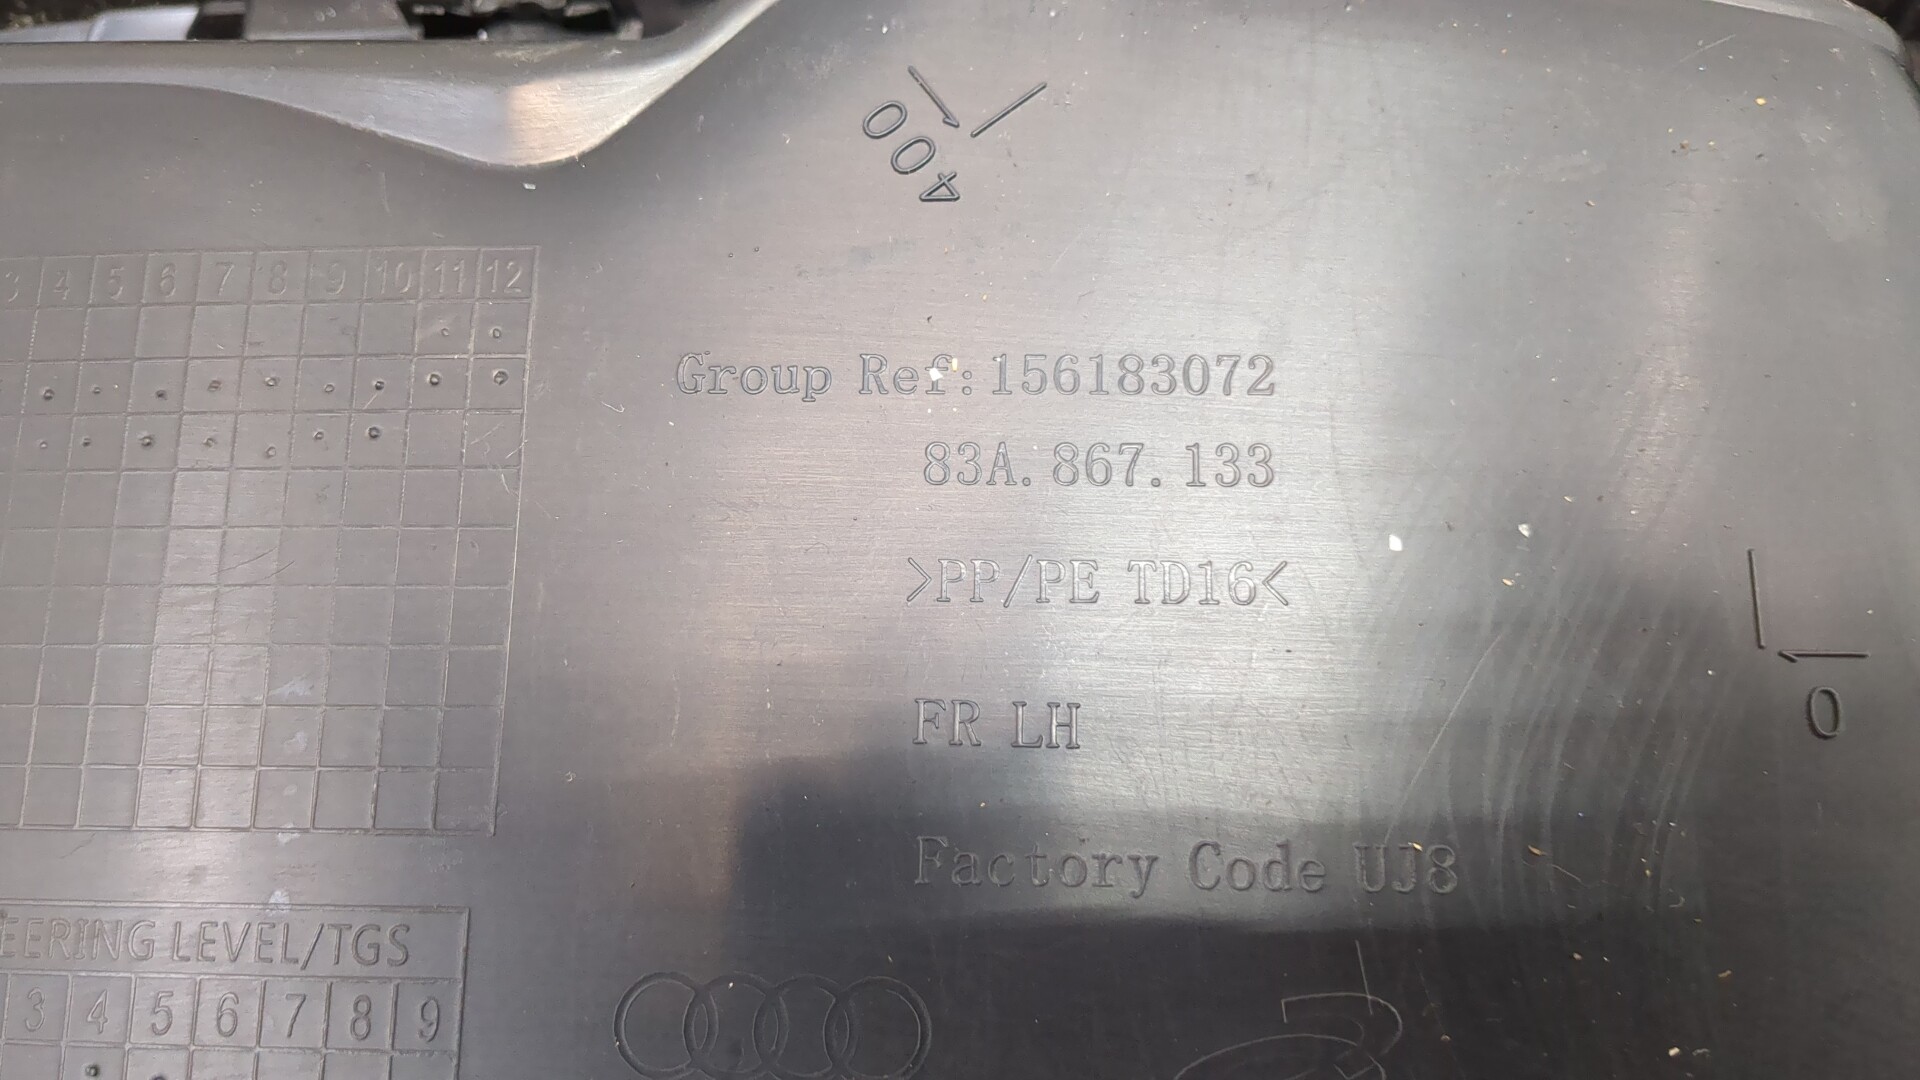 400
3 4 5 6 7 8 9 10 11 12
Group Ref:156183072
83A.867.133
>PP/PE TD16<
FR LH
0
Factory Code UJ8
EERING LEVEL/TGS
3 4 5 6 7 8 9